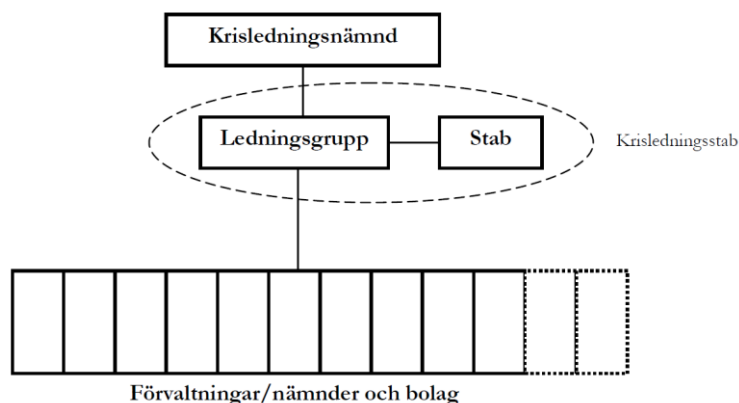 Krisledningsnämnd
Ledningsgrupp
Stab
Krisledningsstab
Förvaltningar/nämnder och bolag